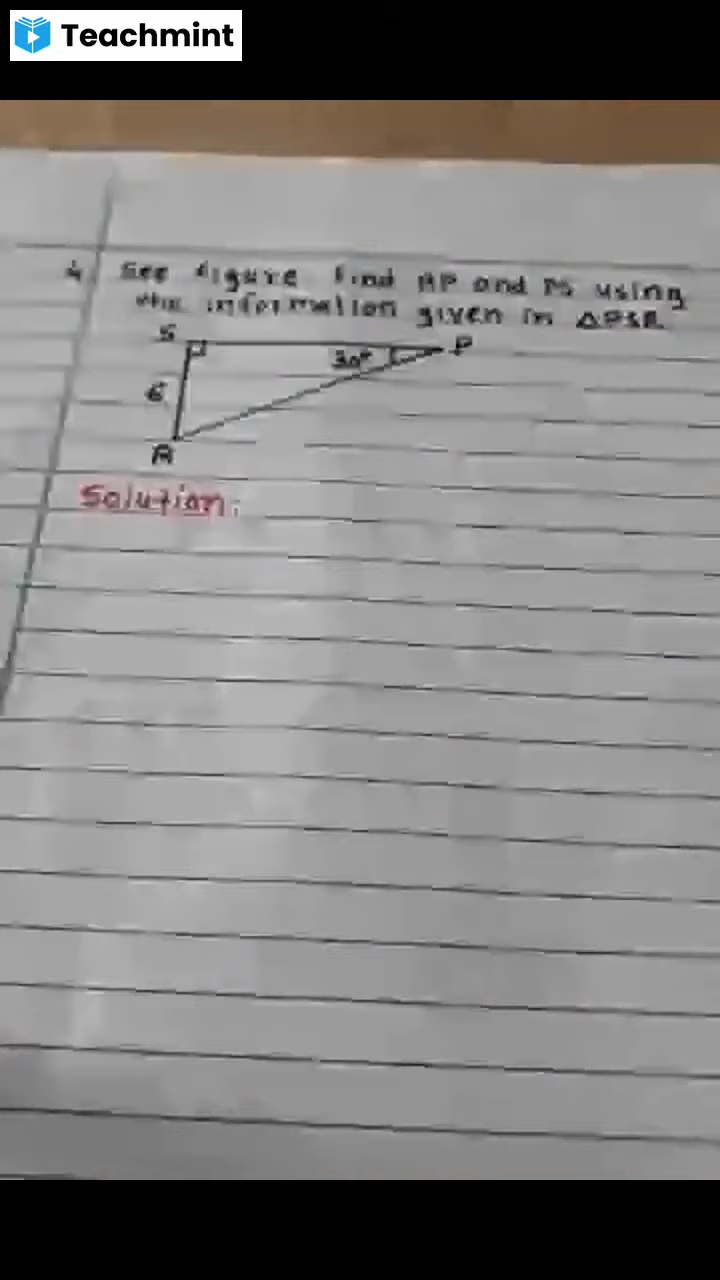 Teachmint
4. See figure find RP and PS using
the information given in △PSR
S P
30°
6
R
Solution: